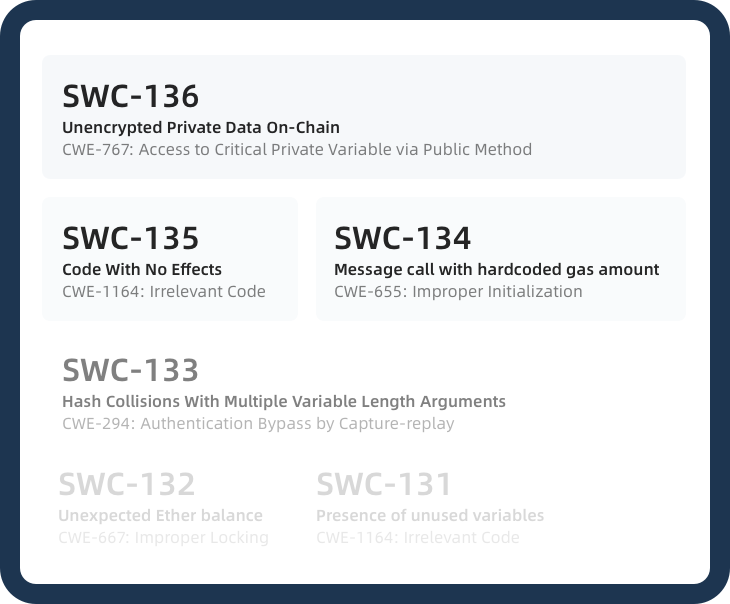 SWC-136
Unencrypted Private Data On-Chain
CWE-767: Access to Critical Private Variable via Public Method
SWC-135
Code With No Effects
CWE-1164: Irrelevant Code
SWC-134
Message call with hardcoded gas amount
CWE-655: Improper Initialization
SWC-133
Hash Collisions With Multiple Variable Length Arguments
CWE-294: Authentication Bypass by Capture-replay
SWC-132
Unexpected Ether balance
CWE-667: Improper Locking
SWC-131
Presence of unused variables
CWE-1164: Irrelevant Code